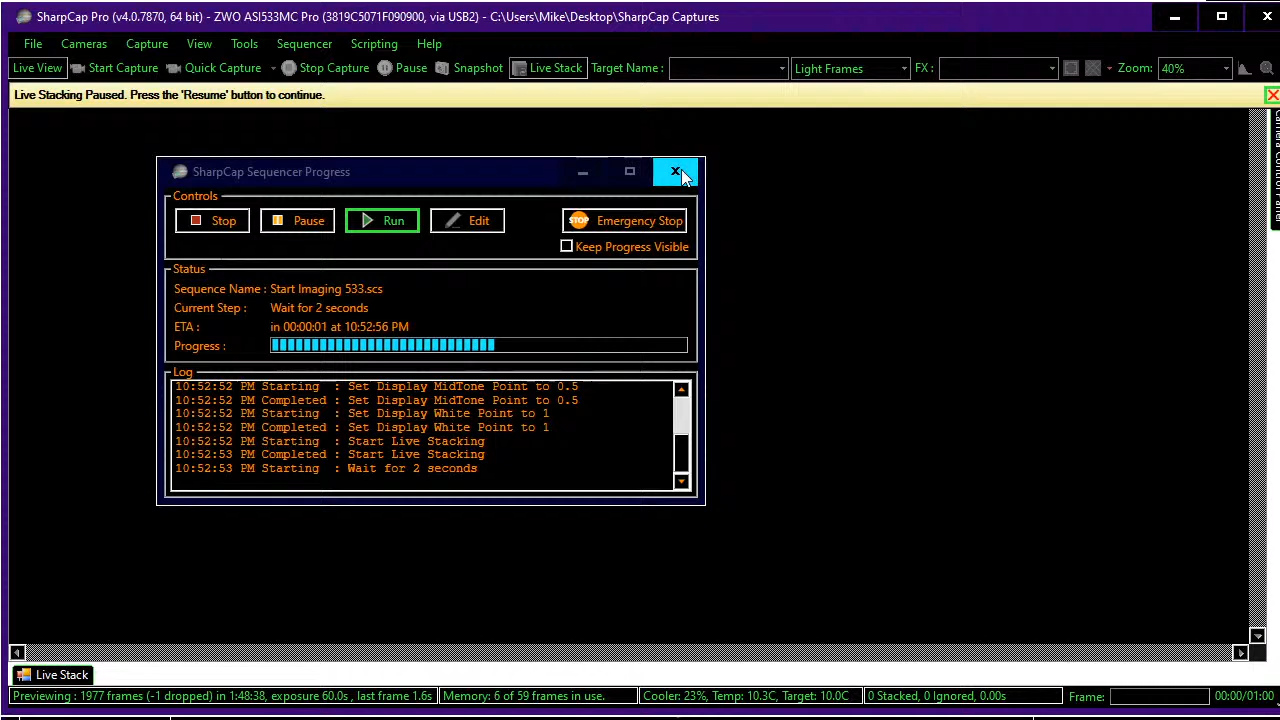 SharpCap Pro (v4.0.7870, 64 bit) - ZWO ASI533MC Pro (3819C5071F090900, via USB2) - C:\Users\Mike\Desktop\SharpCap Captures
File Cameras Capture View Tools Sequencer Scripting Help
Live View Start Capture Quick Capture Stop Capture Pause Snapshot Live Stack Target Name : Light Frames FX : Zoom: 40%
Live Stacking Paused. Press the 'Resume' button to continue.
SharpCap Sequencer Progress
Controls
Stop Pause Run Edit STOP Emergency Stop
Keep Progress Visible
Status
Sequence Name : Start Imaging 533.scs
Current Step : Wait for 2 seconds
ETA : in 00:00:01 at 10:52:56 PM
Progress :
Log
10:52:52 PM Starting : Set Display MidTone Point to 0.5
10:52:52 PM Completed : Set Display MidTone Point to 0.5
10:52:52 PM Starting : Set Display White Point to 1
10:52:52 PM Completed : Set Display White Point to 1
10:52:52 PM Starting : Start Live Stacking
10:52:53 PM Completed : Start Live Stacking
10:52:53 PM Starting : Wait for 2 seconds
Live Stack
Previewing : 1977 frames (-1 dropped) in 1:48:38, exposure 60.0s , last frame 1.6s Memory: 6 of 59 frames in use. Cooler: 23%, Temp: 10.3C, Target: 10.0C 0 Stacked, 0 Ignored, 0.00s Frame: 00:00/01:00